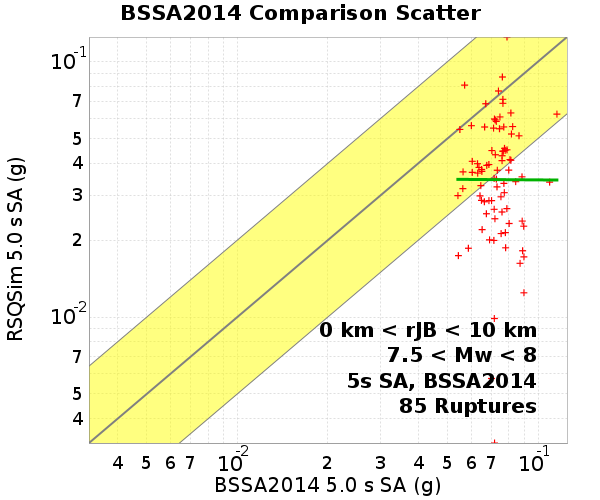 BSSA2014 Comparison Scatter
RSQSim 5.0 s SA (g)
10-1
7
5
4
3
2
10-2
7
5
4
0 km < rJB < 10 km
7.5 < Mw < 8
5s SA, BSSA2014
85 Ruptures
4 5 6 7 10-2 2 3 4 5 6 7 10-1
BSSA2014 5.0 s SA (g)